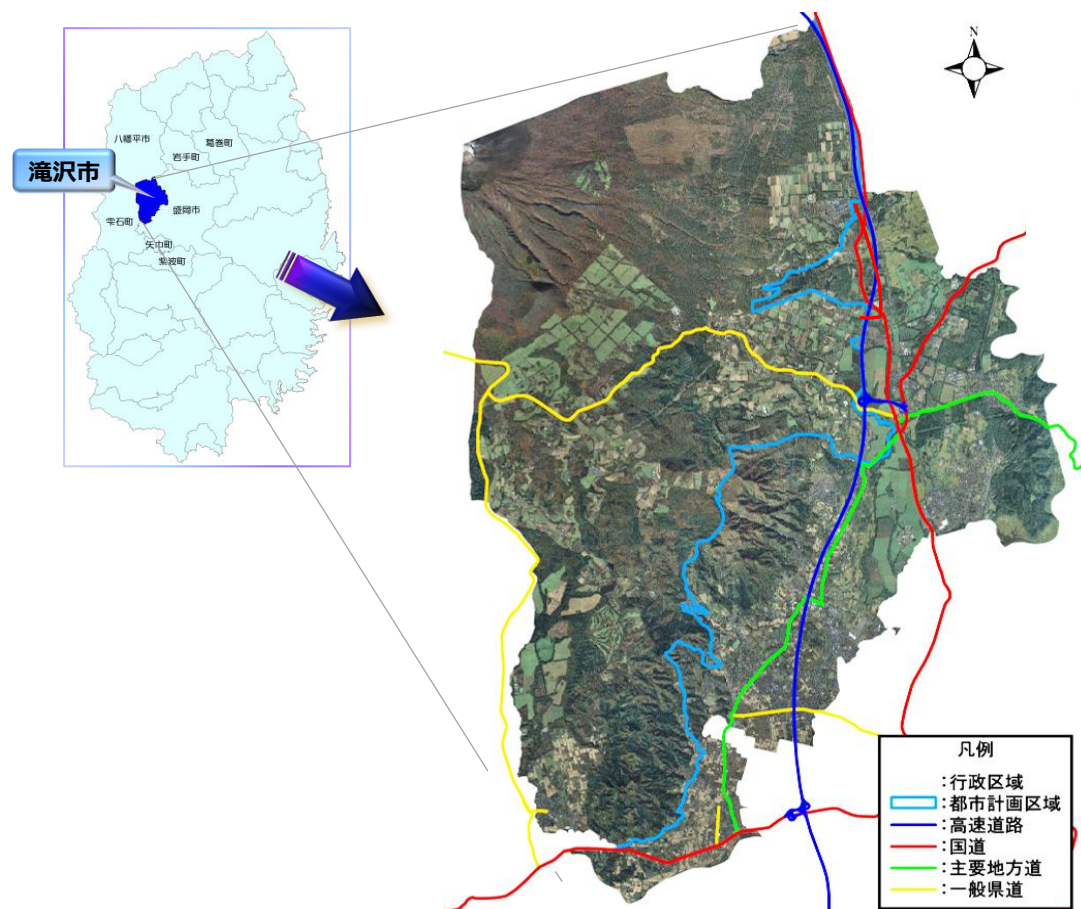 N
八幡平市
葛巻町
岩手町
滝沢市
盛岡市
雫石町
矢巾町
紫波町
凡例
:行政区域
:都市計画区域
:高速道路
:国道
:主要地方道
:一般県道